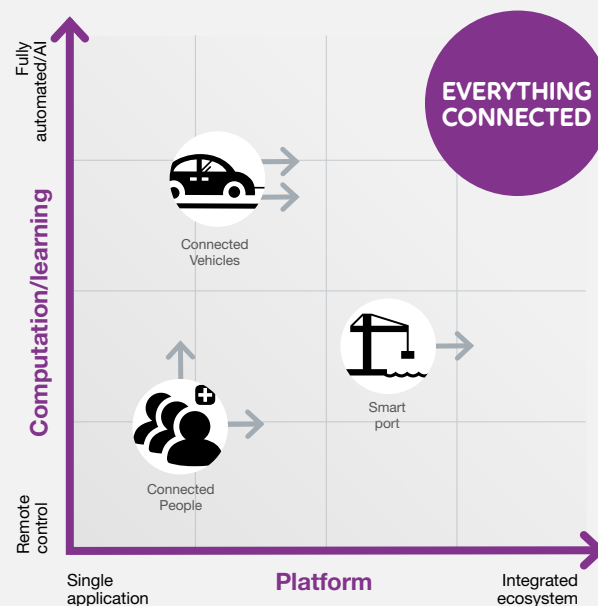 Fully
automated/AI
EVERYTHING
CONNECTED
Computation/learning
Connected
Vehicles
Smart
port
Connected
People
Remote
control
Single
application
Platform
Integrated
ecosystem